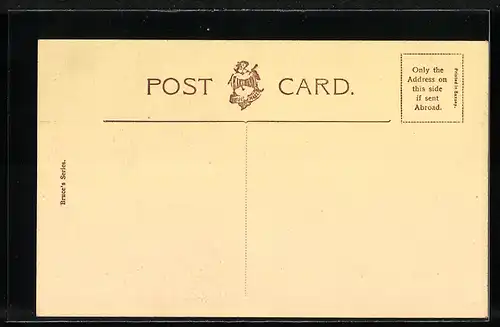 POST CARD.
Only the
Address on
this side
if sent
Abroad.
Printed in Saxony.
Bruce's Series.